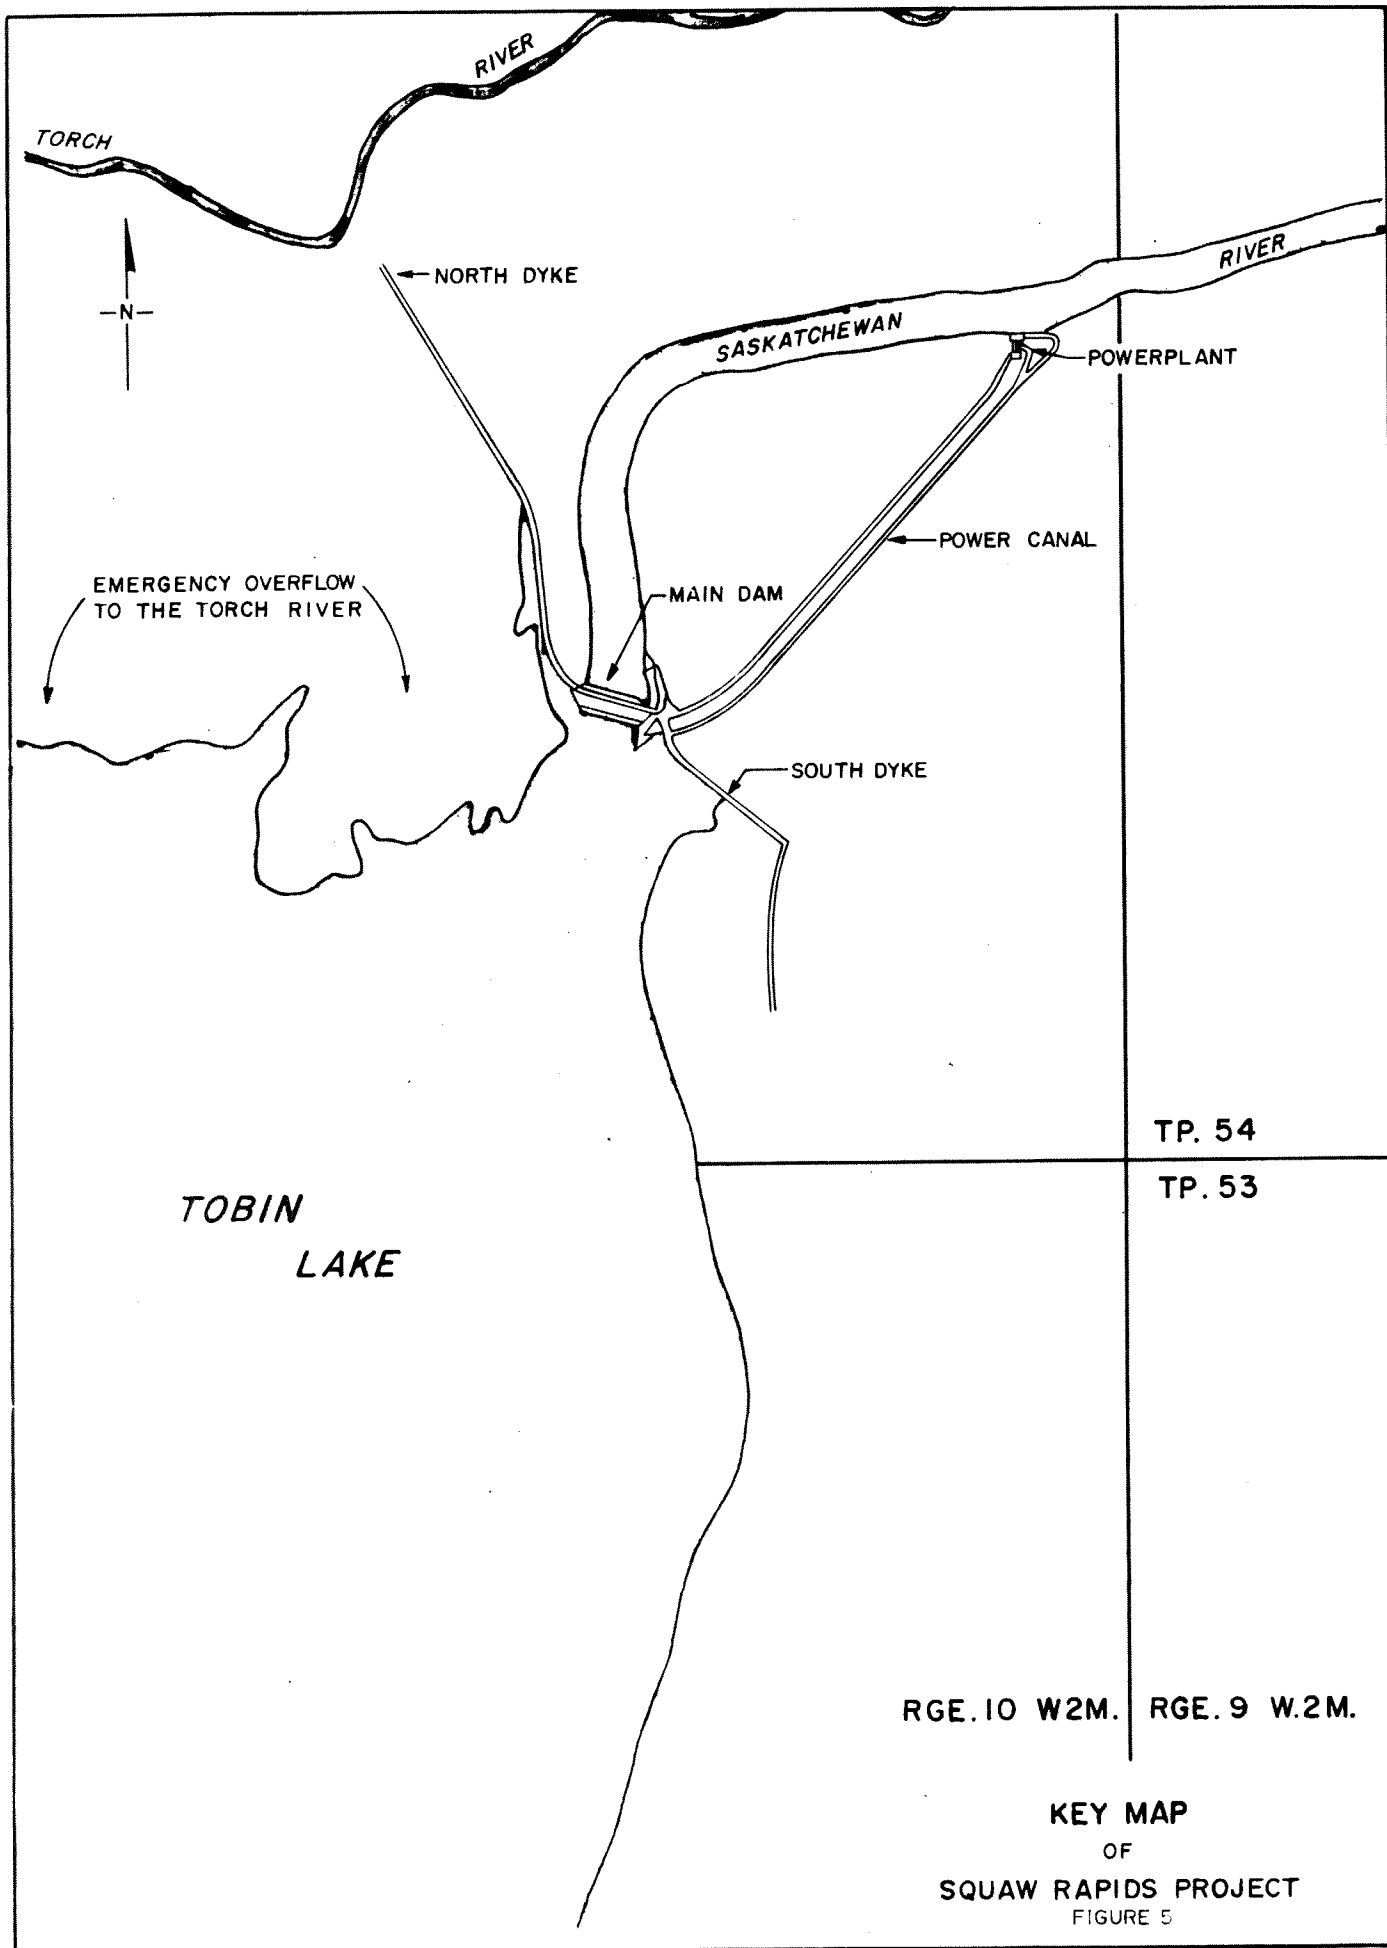 RIVER
TORCH
—N—
NORTH DYKE
RIVER
SASKATCHEWAN
POWERPLANT
POWER CANAL
EMERGENCY OVERFLOW
TO THE TORCH RIVER
MAIN DAM
SOUTH DYKE
TP. 54
TP. 53
TOBIN
LAKE
RGE. 10 W2M.
RGE. 9 W.2M.
KEY MAP
OF
SQUAW RAPIDS PROJECT
FIGURE 5